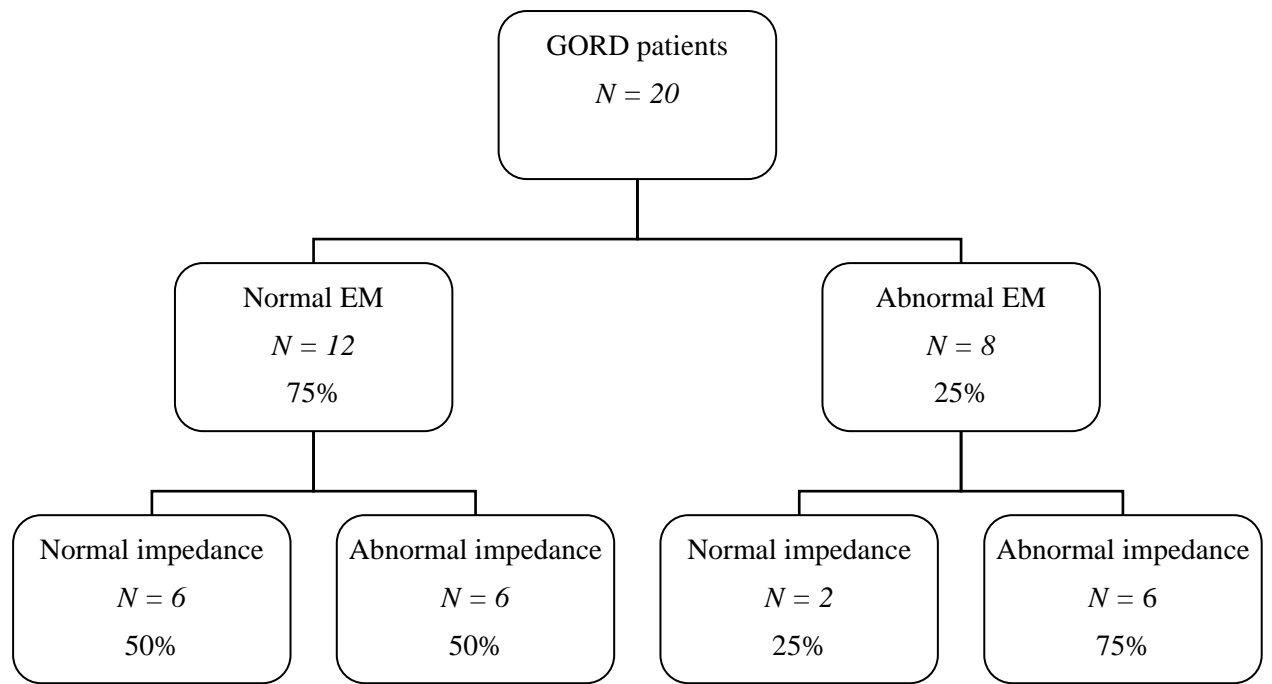 GORD patients
N = 20
Normal EM
N = 12
75%
Abnormal EM
N = 8
25%
Normal impedance
N = 6
50%
Abnormal impedance
N = 6
50%
Normal impedance
N = 2
25%
Abnormal impedance
N = 6
75%